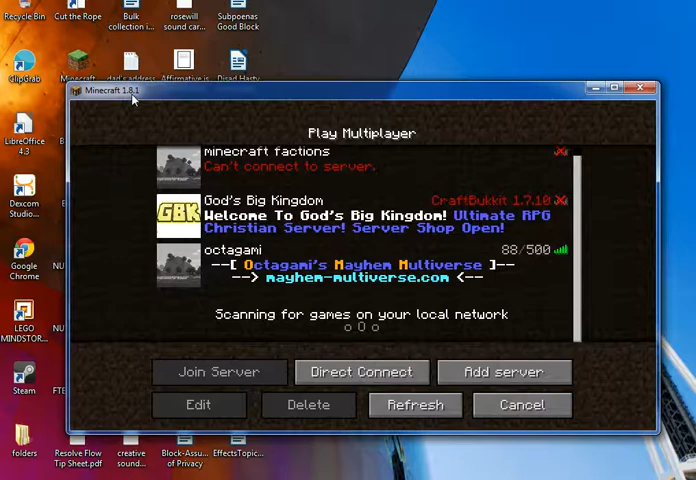 Recycle Bin
Cut the Rope
Bulk
collection i...
rosewill
sound car...
Subpoenas
Good Block
ClipGrab
Minecraft
dad's address
Affirmative is
Disad Hasty
Minecraft 1.8.1
LibreOffice
4.3
Dexcom
Studio...
Google
Chrome
NU
LEGO
MINDSTOR...
NU
Steam
FTE
folders
Resolve Flow
Tip Sheet.pdf
creative
sound...
Block-Assu...
of Privacy
EffectsTopic...
Play Multiplayer
minecraft factions
Can't connect to server.
God's Big Kingdom
CraftBukkit 1.7.10
GBK
Welcome To God's Big Kingdom! Ultimate RPG
Christian Server! Server Shop Open!
octagami
88/500
--[ Octagami's Mayhem Multiverse ]--
--> mayhem-multiverse.com <--
Scanning for games on your local network
o O o
Join Server
Direct Connect
Add server
Edit
Delete
Refresh
Cancel